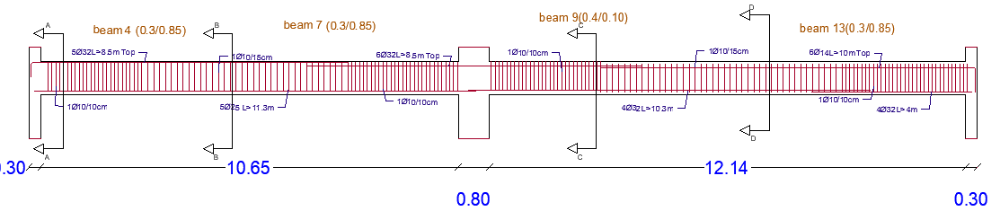 beam 4 (0.3/0.85)
beam 7 (0.3/0.85)
beam 9(0.4/0.10)
beam 13(0.3/0.85)
A
B
C
D
5Ø32L=8.5m Top
1Ø10/15cm
6Ø32L=8.5m Top
1Ø10/10cm
1Ø10/15cm
6Ø14L=10m Top
1Ø10/10cm
5Ø25 L=11.3m
1Ø10/10cm
4Ø32L=10.3m
1Ø10/10cm
4Ø32L=4m
A
B
C
D
0.30
10.65
12.14
0.80
0.30